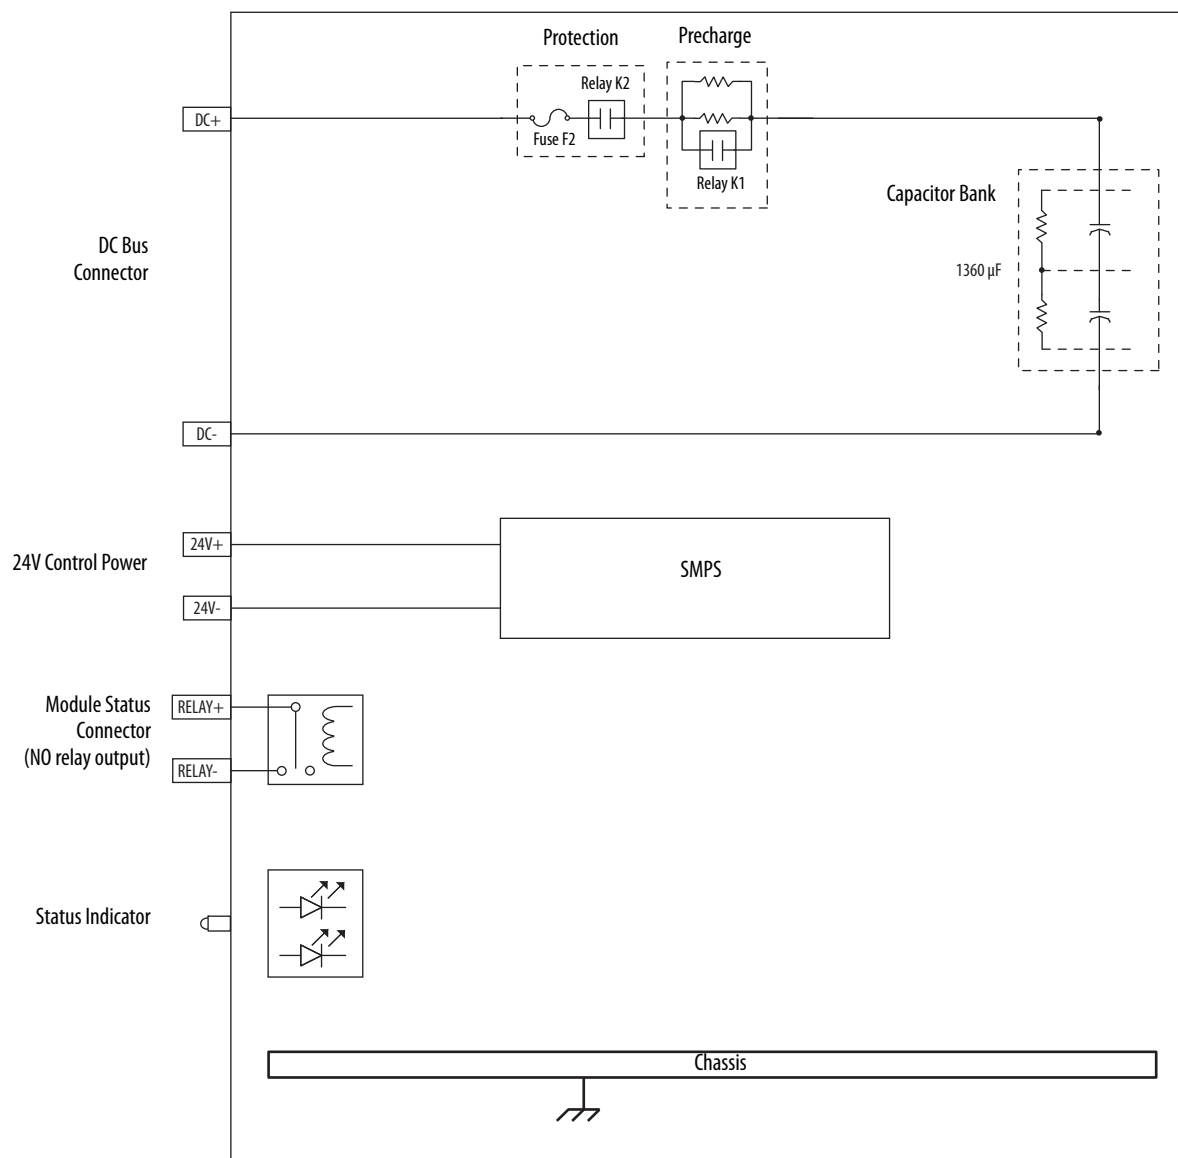 Protection
Precharge
Relay K2
DC+
Fuse F2
Relay K1
Capacitor Bank
DC Bus
Connector
1360 µF
DC-
24V+
24V Control Power
SMPS
24V-
Module Status
Connector
(NO relay output)
RELAY+
RELAY-
Status Indicator
Chassis